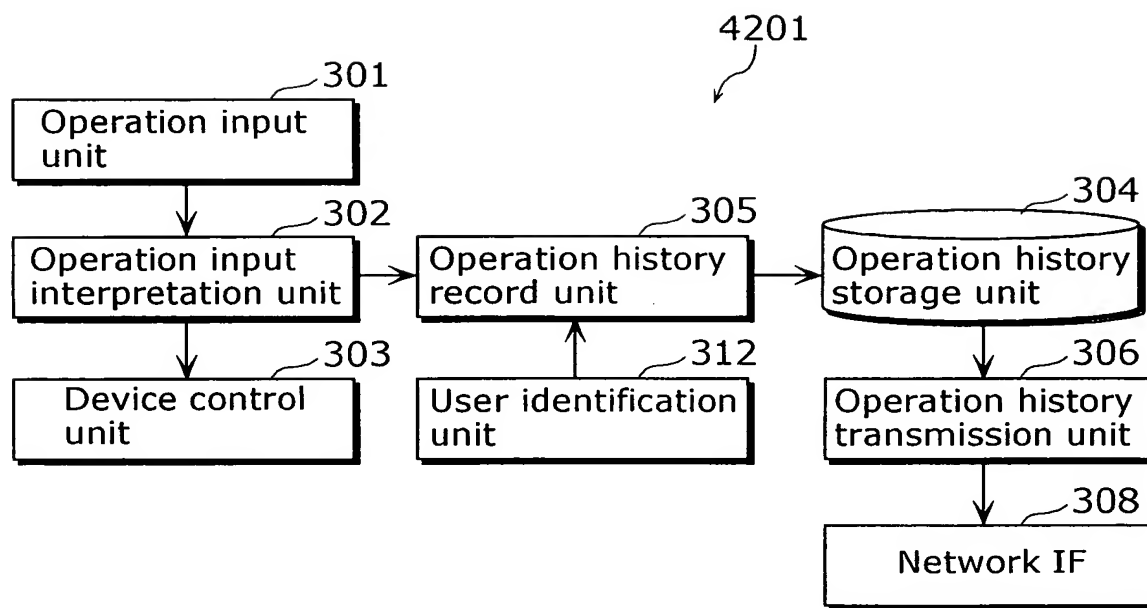 4201
301
Operation input
unit
302
Operation input
interpretation unit
305
Operation history
record unit
304
Operation history
storage unit
303
Device control
unit
312
User identification
unit
306
Operation history
transmission unit
308
Network IF